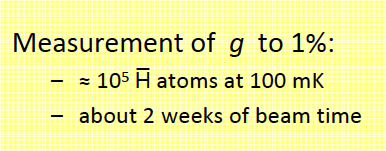 Measurement of g to 1%:
– ≈ 10⁵ H̅ atoms at 100 mK
– about 2 weeks of beam time